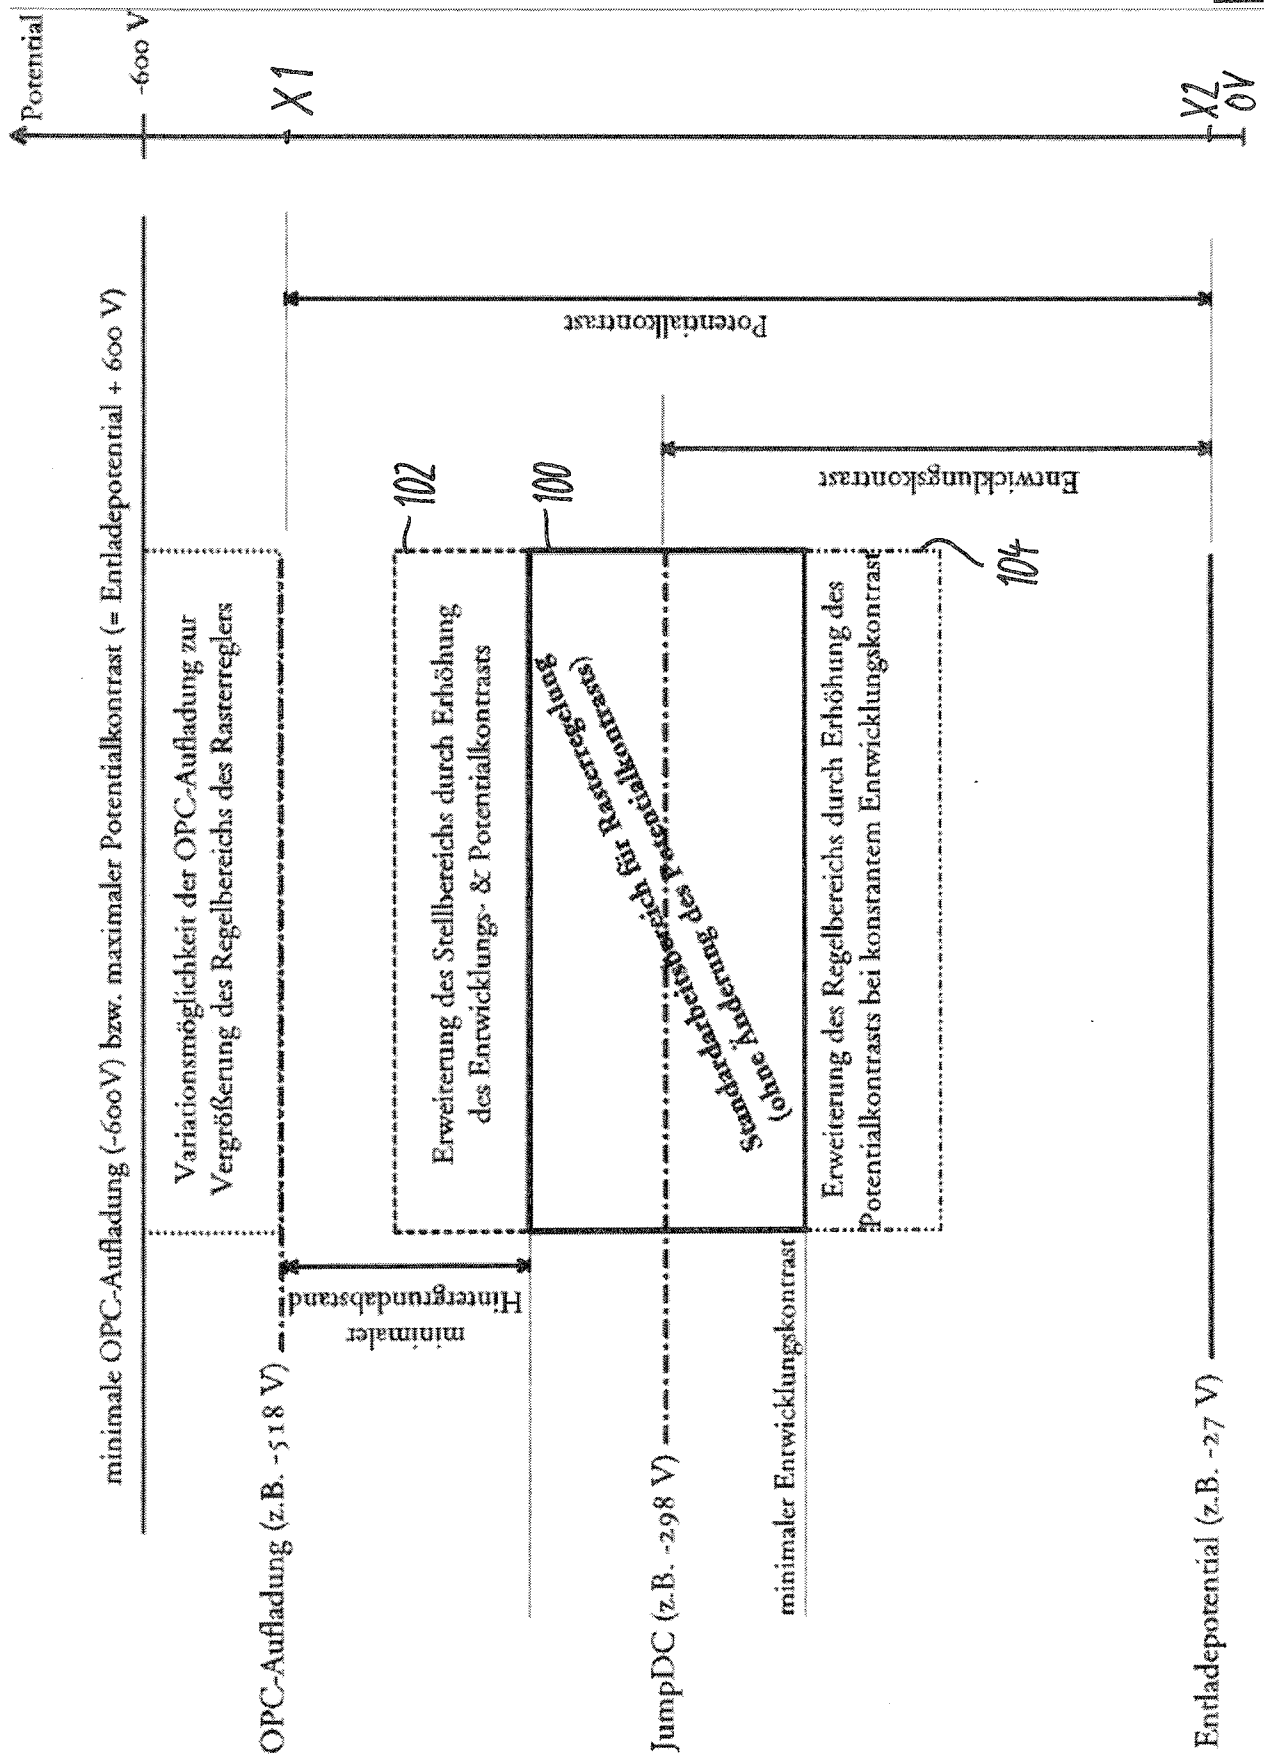 Potential
-600 V
X1
X2
0V
minimale OPC-Aufladung (-600V) bzw. maximaler Potentialkontrast (= Entladepotential + 600 V)
Variationsmöglichkeit der OPC-Aufladung zur
Vergrößerung des Regelbereichs des Rasterreglers
OPC-Aufladung (z.B. -518 V)
Potentialkontrast
minimaler
Hintergrundabstand
102
Erweiterung des Stellbereichs durch Erhöhung
des Entwicklungs- & Potentialkontrasts
100
Standardarbeitsbereich für Rasterregelung
(ohne Änderung des Potentialkontrasts)
JumpDC (z.B. -298 V)
Entwicklungskontrast
minimaler Entwicklungskontrast
Erweiterung des Regelbereichs durch Erhöhung des
Potentialkontrasts bei konstantem Entwicklungskontrast
104
Entladepotential (z.B. -27 V)